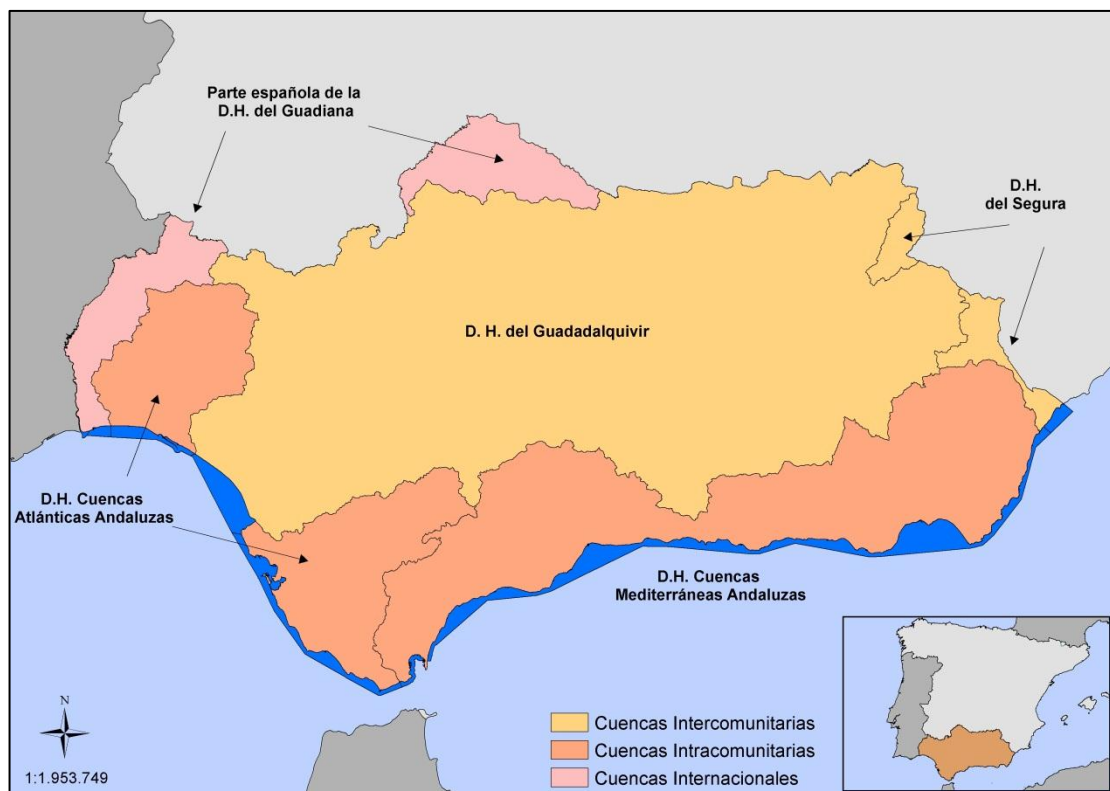 Parte española de la
D.H. del Guadiana
D.H.
del Segura
D. H. del Guadadalquivir
D.H. Cuencas
Atlánticas Andaluzas
D.H. Cuencas
Mediterráneas Andaluzas
N
1:1.953.749
Cuencas Intercomunitarias
Cuencas Intracomunitarias
Cuencas Internacionales